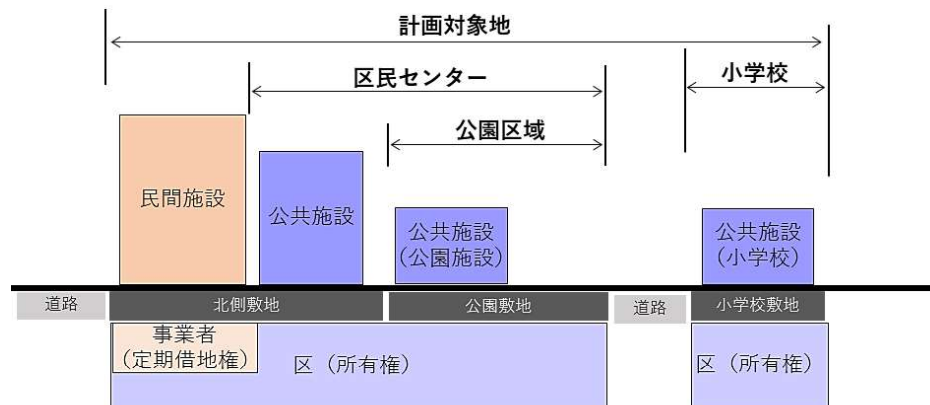 計画対象地
区民センター
小学校
公園区域
民間施設
公共施設
公共施設
(公園施設)
公共施設
(小学校)
道路
北側敷地
公園敷地
道路
小学校敷地
事業者
(定期借地権)
区（所有権）
区（所有権）